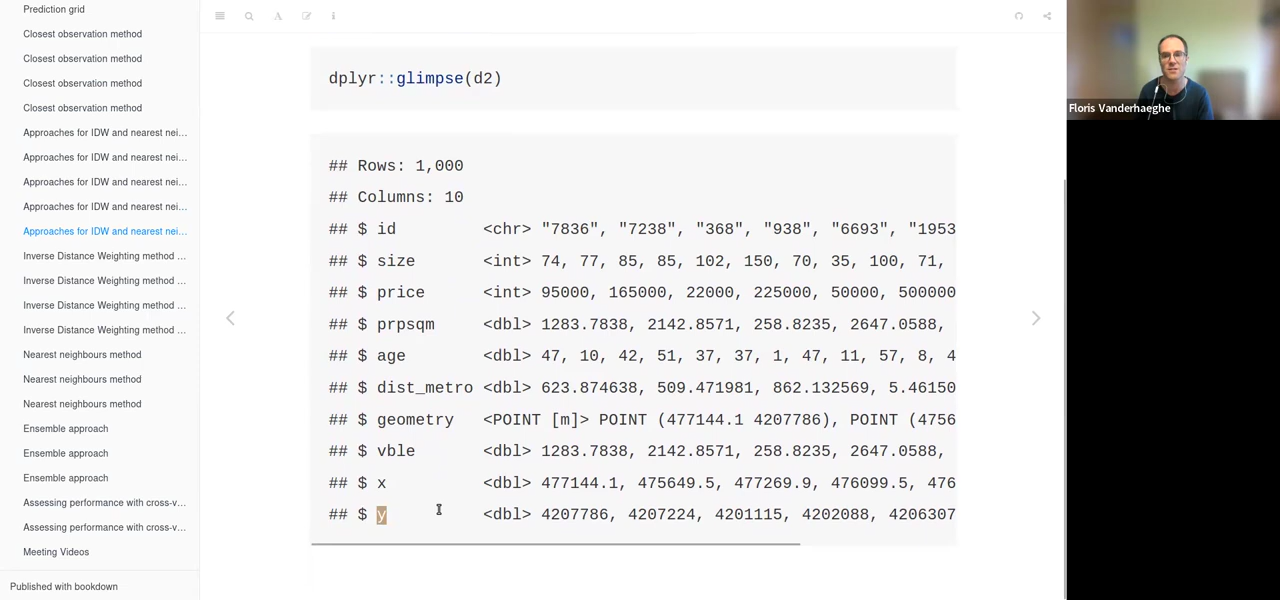 Prediction grid
Closest observation method
Closest observation method
Closest observation method
Closest observation method
Approaches for IDW and nearest nei...
Approaches for IDW and nearest nei...
Approaches for IDW and nearest nei...
Approaches for IDW and nearest nei...
Approaches for IDW and nearest nei...
Inverse Distance Weighting method ...
Inverse Distance Weighting method ...
Inverse Distance Weighting method ...
Inverse Distance Weighting method ...
Nearest neighbours method
Nearest neighbours method
Nearest neighbours method
Ensemble approach
Ensemble approach
Ensemble approach
Assessing performance with cross-v...
Assessing performance with cross-v...
Meeting Videos
Published with bookdown
dplyr::glimpse(d2)
## Rows: 1,000
## Columns: 10
## $ id <chr> "7836", "7238", "368", "938", "6693", "1953
## $ size <int> 74, 77, 85, 85, 102, 150, 70, 35, 100, 71,
## $ price <int> 95000, 165000, 22000, 225000, 50000, 500000
## $ prpsqm <dbl> 1283.7838, 2142.8571, 258.8235, 2647.0588,
## $ age <dbl> 47, 10, 42, 51, 37, 37, 1, 47, 11, 57, 8, 4
## $ dist_metro <dbl> 623.874638, 509.471981, 862.132569, 5.46150
## $ geometry <POINT [m]> POINT (477144.1 4207786), POINT (4756
## $ vble <dbl> 1283.7838, 2142.8571, 258.8235, 2647.0588,
## $ x <dbl> 477144.1, 475649.5, 477269.9, 476099.5, 476
## $ y <dbl> 4207786, 4207224, 4201115, 4202088, 4206307
Floris Vanderhaeghe